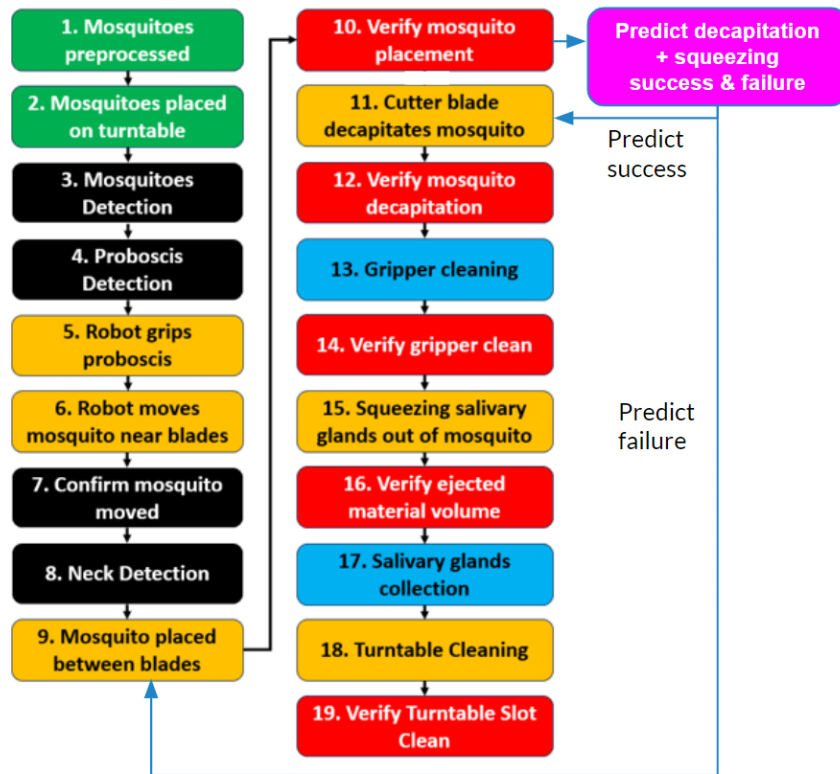 1. Mosquitoes
preprocessed
2. Mosquitoes placed
on turntable
3. Mosquitoes
Detection
4. Proboscis
Detection
5. Robot grips
proboscis
6. Robot moves
mosquito near blades
7. Confirm mosquito
moved
8. Neck Detection
9. Mosquito placed
between blades
10. Verify mosquito
placement
11. Cutter blade
decapitates mosquito
12. Verify mosquito
decapitation
13. Gripper cleaning
14. Verify gripper clean
15. Squeezing salivary
glands out of mosquito
16. Verify ejected
material volume
17. Salivary glands
collection
18. Turntable Cleaning
19. Verify Turntable Slot
Clean
Predict decapitation
+ squeezing
success & failure
Predict
success
Predict
failure